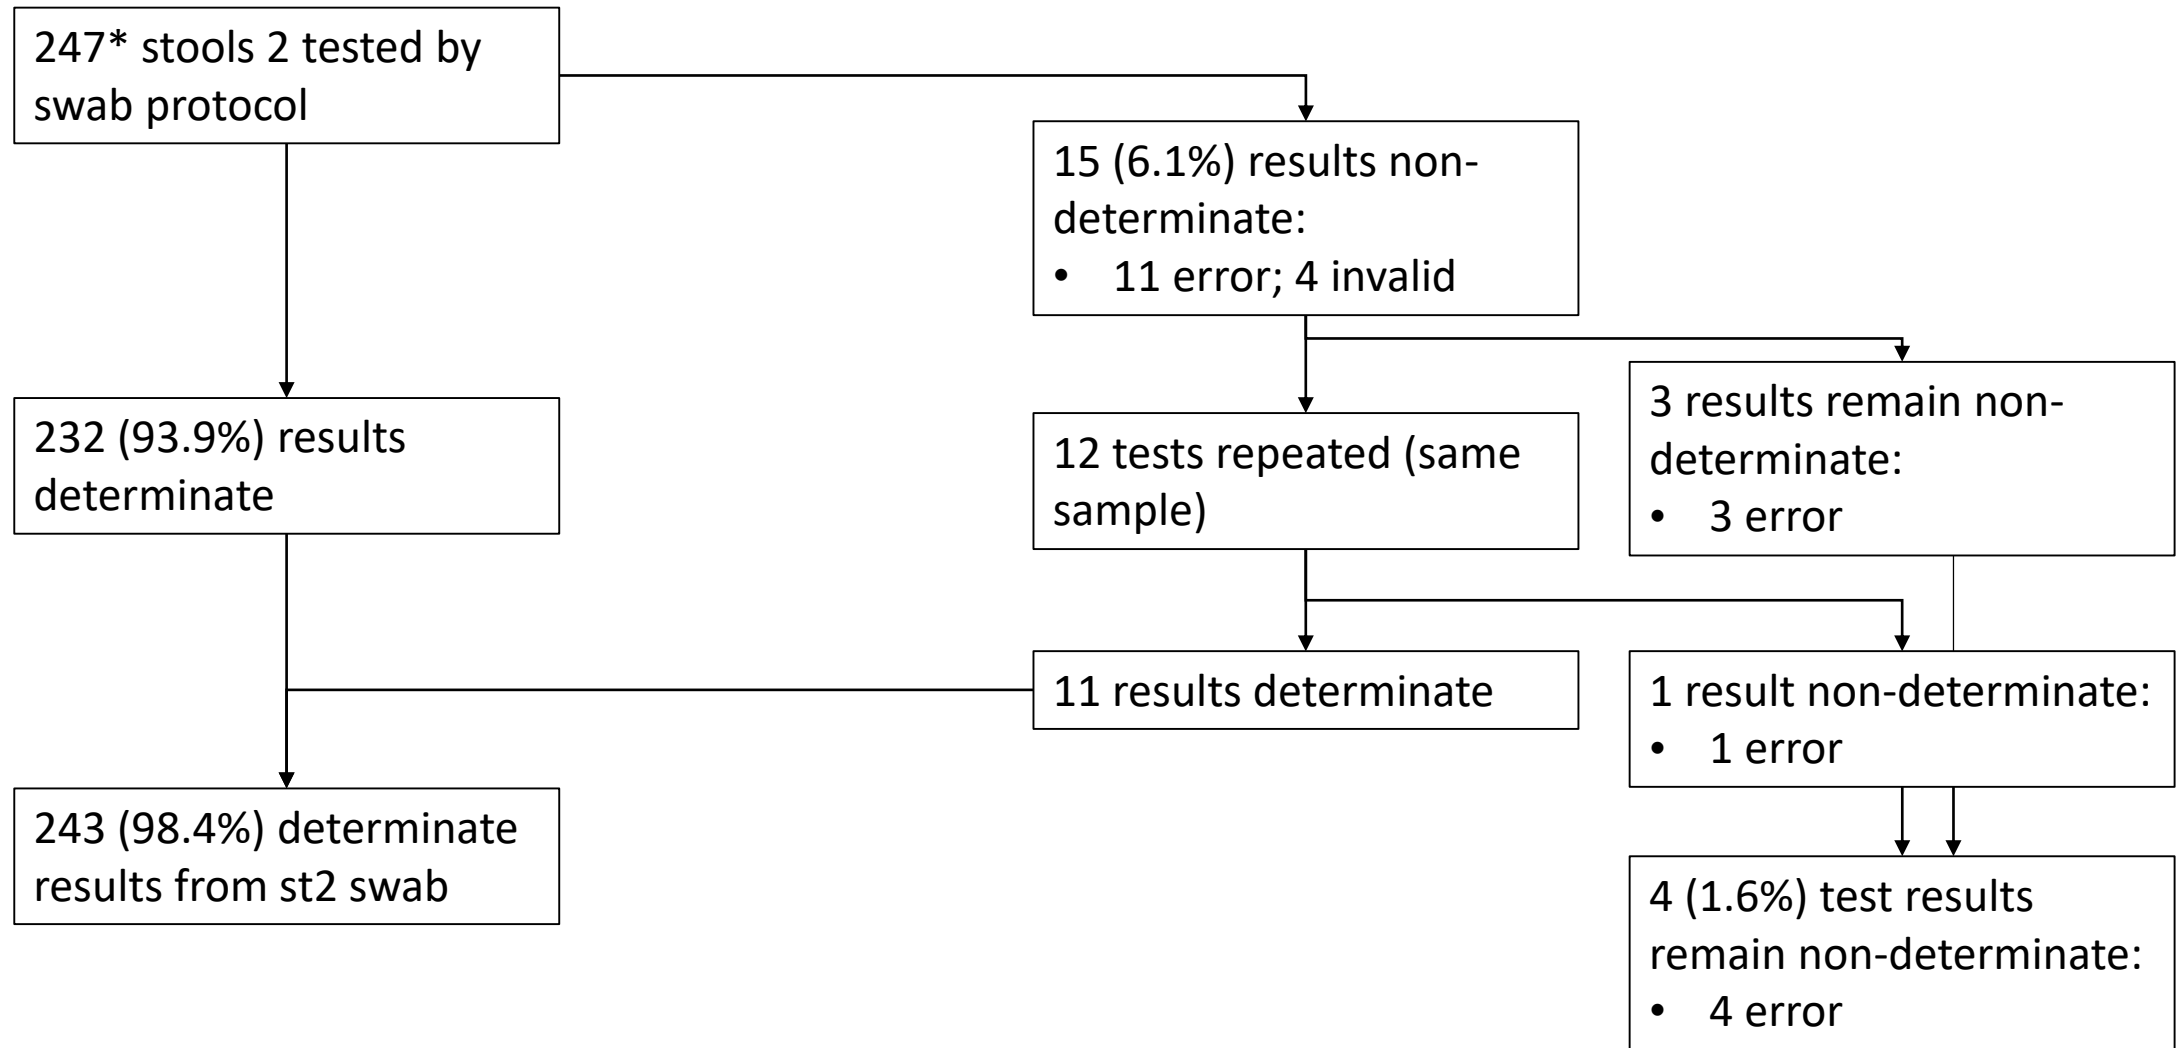 247* stools 2 tested by
swab protocol
15 (6.1%) results non-
determinate:
• 11 error; 4 invalid
232 (93.9%) results
determinate
12 tests repeated (same
sample)
3 results remain non-
determinate:
• 3 error
11 results determinate
1 result non-determinate:
• 1 error
243 (98.4%) determinate
results from st2 swab
4 (1.6%) test results
remain non-determinate:
• 4 error